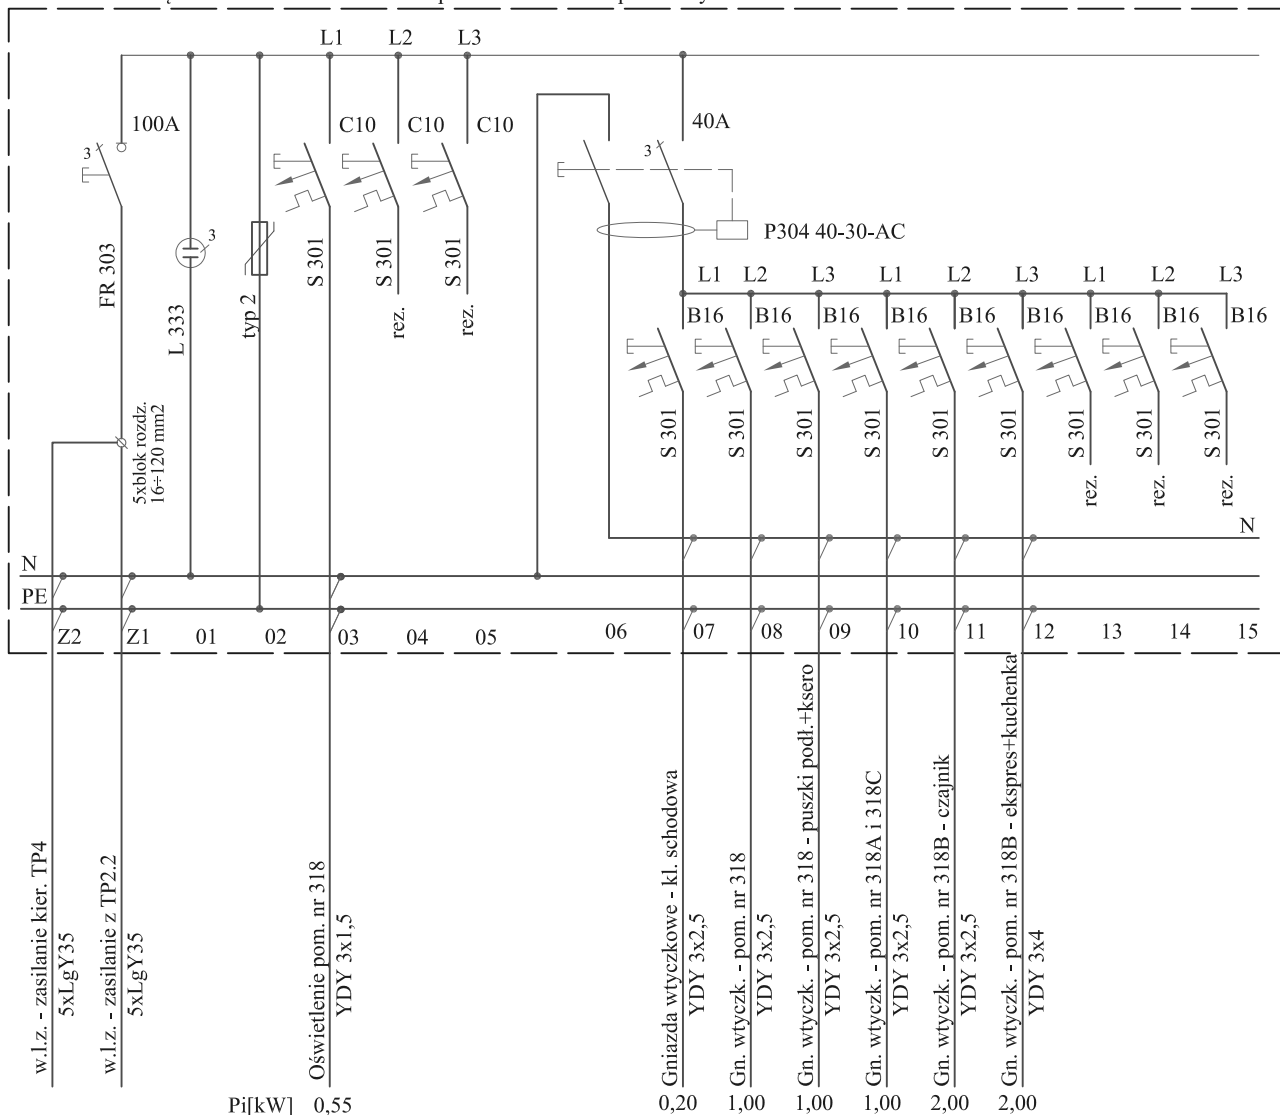 L1 L2 L3
100A C10 C10 C10 40A
3
3
3
P304 40-30-AC
FR 303
L 333
typ 2
S 301
S 301
rez.
S 301
rez.
L1 L2 L3 L1 L2 L3 L1 L2 L3
B16 B16 B16 B16 B16 B16 B16 B16 B16
S 301
S 301
S 301
S 301
S 301
S 301
S 301
rez.
S 301
rez.
S 301
rez.
5xblok rozdz.
16÷120 mm2
N
N
PE
Z2 Z1 01 02 03 04 05 06 07 08 09 10 11 12 13 14 15
w.l.z. - zasilanie kier. TP4
5xLgY35
w.l.z. - zasilanie z TP2.2
5xLgY35
Oświetlenie pom. nr 318
YDY 3x1,5
Gniazda wtyczkowe - kl. schodowa
YDY 3x2,5
Gn. wtyczk. - pom. nr 318
YDY 3x2,5
Gn. wtyczk. - pom. nr 318 - puszki podł.+ksero
YDY 3x2,5
Gn. wtyczk. - pom. nr 318A i 318C
YDY 3x2,5
Gn. wtyczk. - pom. nr 318B - czajnik
YDY 3x2,5
Gn. wtyczk. - pom. nr 318B - ekspres+kuchenka
YDY 3x4
Pi[kW] 0,55 0,20 1,00 1,00 1,00 2,00 2,00